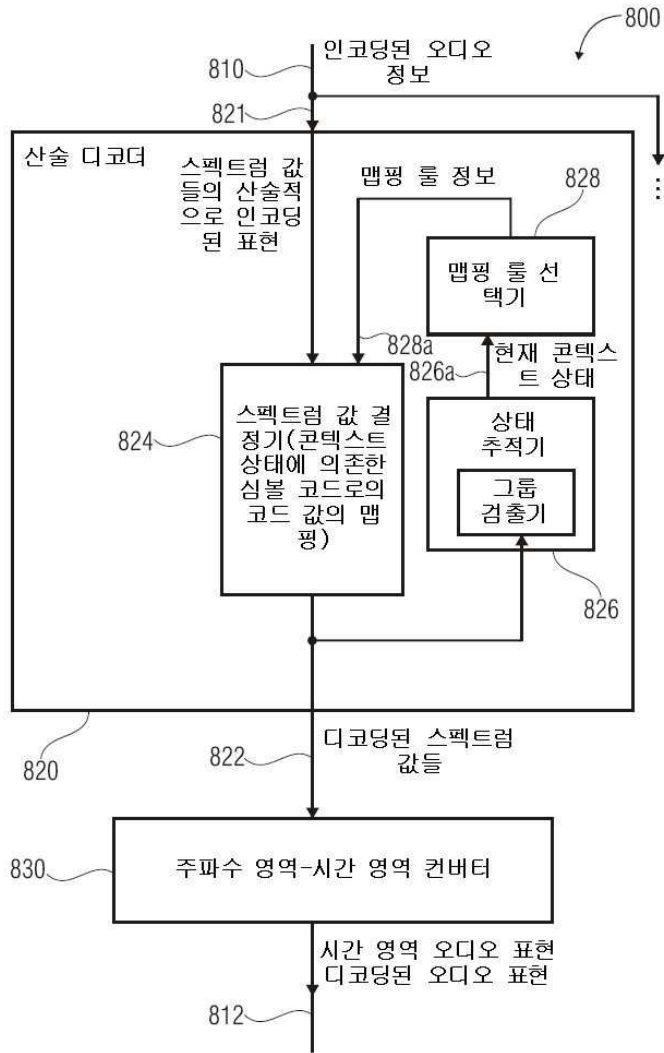 800
인코딩된 오디오
정보
810
821
산술 디코더
스펙트럼 값
들의 산술적
으로 인코딩
된 표현
맵핑 룰 정보
828
맵핑 룰 선
택기
828a
826a
현재 콘텍스
트 상태
824
스펙트럼 값 결
정기(콘텍스트
상태에 의존한
심볼 코드로의
코드 값의 맵
핑)
상태
추적기
그룹
검출기
826
820
822
디코딩된 스펙트럼
값들
830
주파수 영역-시간 영역 컨버터
시간 영역 오디오 표현
디코딩된 오디오 표현
812